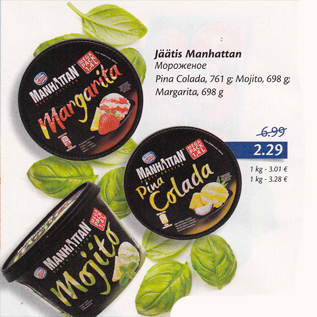 Jäätis Manhattan
Мороженое
Pina Colada, 761 g; Mojito, 698 g;
Margarita, 698 g
6.99
2.29
1 kg - 3.01 €
1 kg - 3.28 €
MANHATTAN
Margarita
MANHATTAN
Pina
Colada
MANHATTAN
Mojito